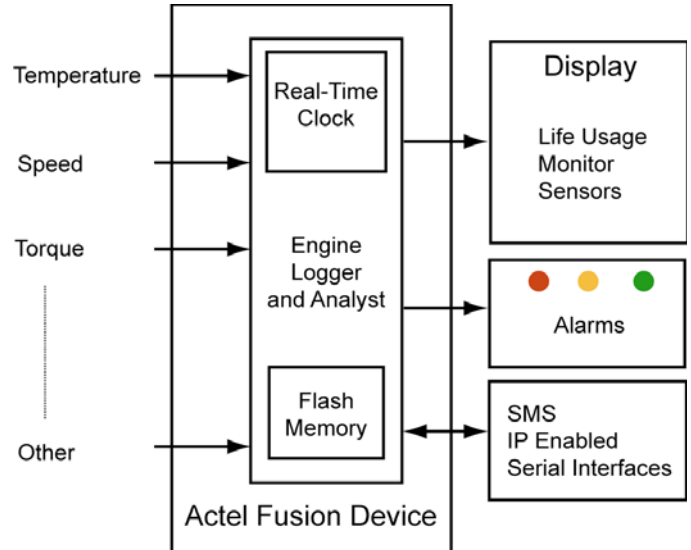 Temperature
Speed
Torque
Other
Real-Time
Clock
Engine
Logger
and Analyst
Flash
Memory
Actel Fusion Device
Display
Life Usage
Monitor
Sensors
Alarms
SMS
IP Enabled
Serial Interfaces